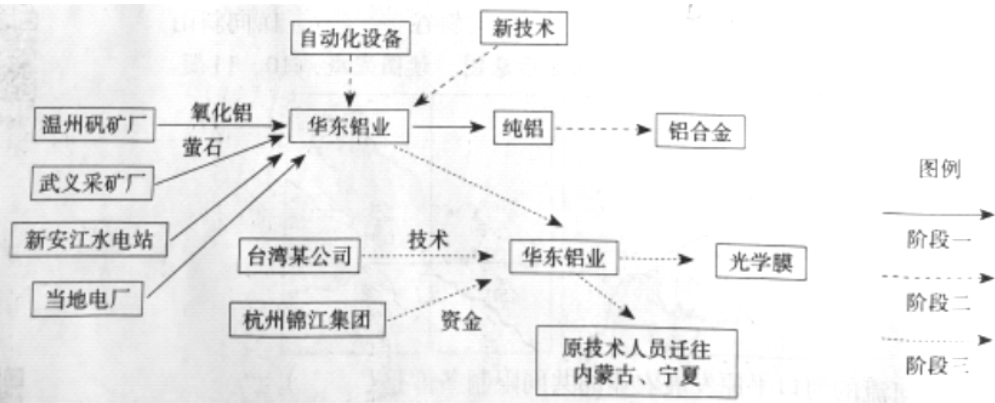 自动化设备
新技术
温州矾矿厂
氧化铝
华东铝业
纯铝
铝合金
萤石
武义采矿厂
图例
新安江水电站
阶段一
台湾某公司
技术
华东铝业
光学膜
当地电厂
阶段二
杭州锦江集团
资金
原技术人员迁往
内蒙古、宁夏
阶段三